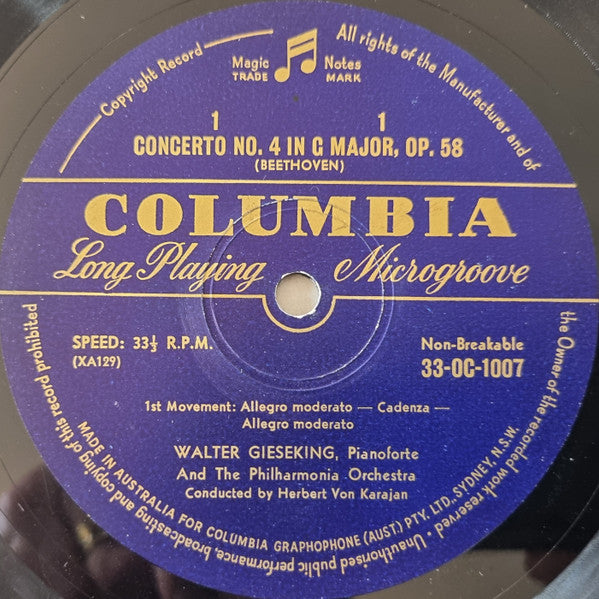 Copyright Record
Magic Notes
TRADE MARK
All rights of the Manufacturer and of
the Owner of the recorded work reserved • Unauthorised public performance, broadcasting and copying of this record prohibited
1 1
CONCERTO NO. 4 IN G MAJOR, OP. 58
(BEETHOVEN)
COLUMBIA
Long Playing Microgroove
SPEED: 33⅓ R.P.M.
(XA129)
Non-Breakable
33-OC-1007
1st Movement: Allegro moderato — Cadenza —
Allegro moderato
WALTER GIESEKING, Pianoforte
And The Philharmonia Orchestra
Conducted by Herbert Von Karajan
MADE IN AUSTRALIA FOR COLUMBIA GRAPHOPHONE (AUST) PTY. LTD., SYDNEY, N.S.W.